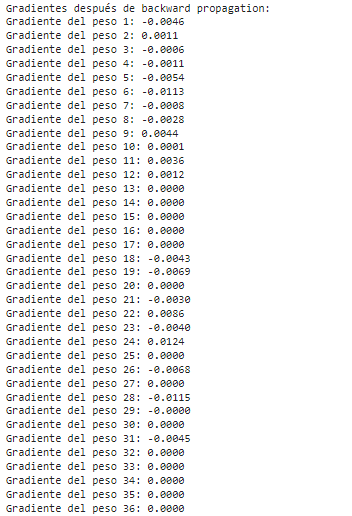 Gradientes después de backward propagation:
Gradiente del peso 1: -0.0046
Gradiente del peso 2: 0.0011
Gradiente del peso 3: -0.0006
Gradiente del peso 4: -0.0011
Gradiente del peso 5: -0.0054
Gradiente del peso 6: -0.0113
Gradiente del peso 7: -0.0008
Gradiente del peso 8: -0.0028
Gradiente del peso 9: 0.0044
Gradiente del peso 10: 0.0001
Gradiente del peso 11: 0.0036
Gradiente del peso 12: 0.0012
Gradiente del peso 13: 0.0000
Gradiente del peso 14: 0.0000
Gradiente del peso 15: 0.0000
Gradiente del peso 16: 0.0000
Gradiente del peso 17: 0.0000
Gradiente del peso 18: -0.0043
Gradiente del peso 19: -0.0069
Gradiente del peso 20: 0.0000
Gradiente del peso 21: -0.0030
Gradiente del peso 22: 0.0086
Gradiente del peso 23: -0.0040
Gradiente del peso 24: 0.0124
Gradiente del peso 25: 0.0000
Gradiente del peso 26: -0.0068
Gradiente del peso 27: 0.0000
Gradiente del peso 28: -0.0115
Gradiente del peso 29: -0.0000
Gradiente del peso 30: 0.0000
Gradiente del peso 31: -0.0045
Gradiente del peso 32: 0.0000
Gradiente del peso 33: 0.0000
Gradiente del peso 34: 0.0000
Gradiente del peso 35: 0.0000
Gradiente del peso 36: 0.0000